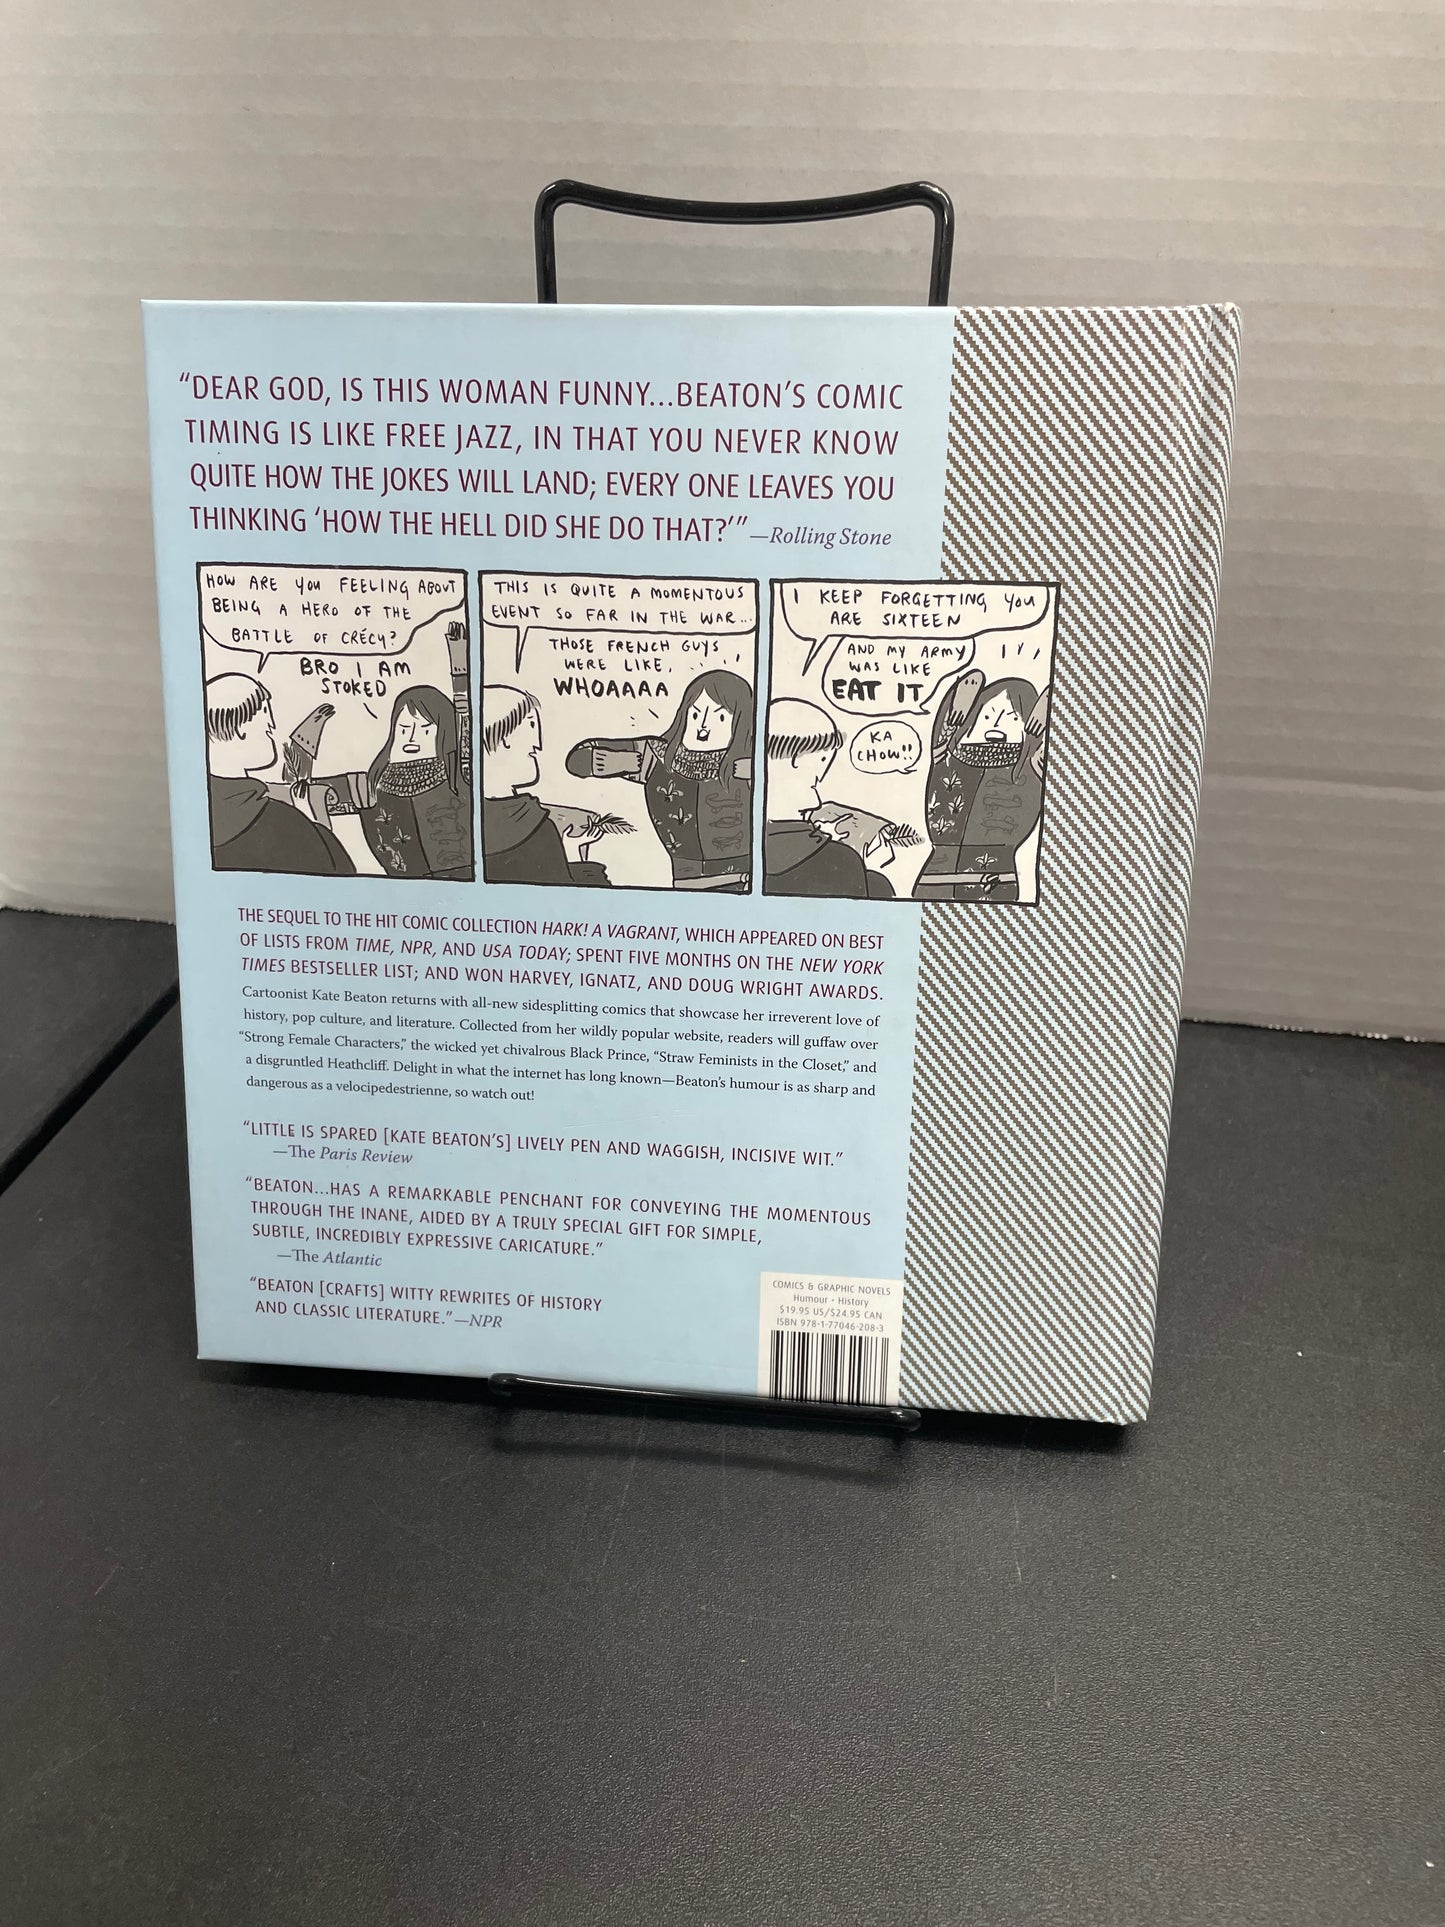 “DEAR GOD, IS THIS WOMAN FUNNY...BEATON’S COMIC
TIMING IS LIKE FREE JAZZ, IN THAT YOU NEVER KNOW
QUITE HOW THE JOKES WILL LAND; EVERY ONE LEAVES YOU
THINKING ‘HOW THE HELL DID SHE DO THAT?’” —Rolling Stone
HOW ARE YOU FEELING ABOUT
BEING A HERO OF THE
BATTLE OF CRÉCY?
BRO I AM
STOKED
THIS IS QUITE A MOMENTOUS
EVENT SO FAR IN THE WAR...
THOSE FRENCH GUYS
WERE LIKE,
WHOAAAA
I KEEP FORGETTING YOU
ARE SIXTEEN
AND MY ARMY
WAS LIKE
EAT IT
KA
CHOW!!
THE SEQUEL TO THE HIT COMIC COLLECTION HARK! A VAGRANT, WHICH APPEARED ON BEST
OF LISTS FROM TIME, NPR, AND USA TODAY; SPENT FIVE MONTHS ON THE NEW YORK
TIMES BESTSELLER LIST; AND WON HARVEY, IGNATZ, AND DOUG WRIGHT AWARDS.
Cartoonist Kate Beaton returns with all-new sidesplitting comics that showcase her irreverent love of
history, pop culture, and literature. Collected from her wildly popular website, readers will guffaw over
“Strong Female Characters,” the wicked yet chivalrous Black Prince, “Straw Feminists in the Closet,” and
a disgruntled Heathcliff. Delight in what the internet has long known—Beaton’s humour is as sharp and
dangerous as a velocipedestrienne, so watch out!
“LITTLE IS SPARED [KATE BEATON’S] LIVELY PEN AND WAGGISH, INCISIVE WIT.”
—The Paris Review
“BEATON...HAS A REMARKABLE PENCHANT FOR CONVEYING THE MOMENTOUS
THROUGH THE INANE, AIDED BY A TRULY SPECIAL GIFT FOR SIMPLE,
SUBTLE, INCREDIBLY EXPRESSIVE CARICATURE.”
—The Atlantic
“BEATON [CRAFTS] WITTY REWRITES OF HISTORY
AND CLASSIC LITERATURE.”—NPR
COMICS & GRAPHIC NOVELS
Humour • History
$19.95 US/$24.95 CAN
ISBN 978-1-77046-208-3